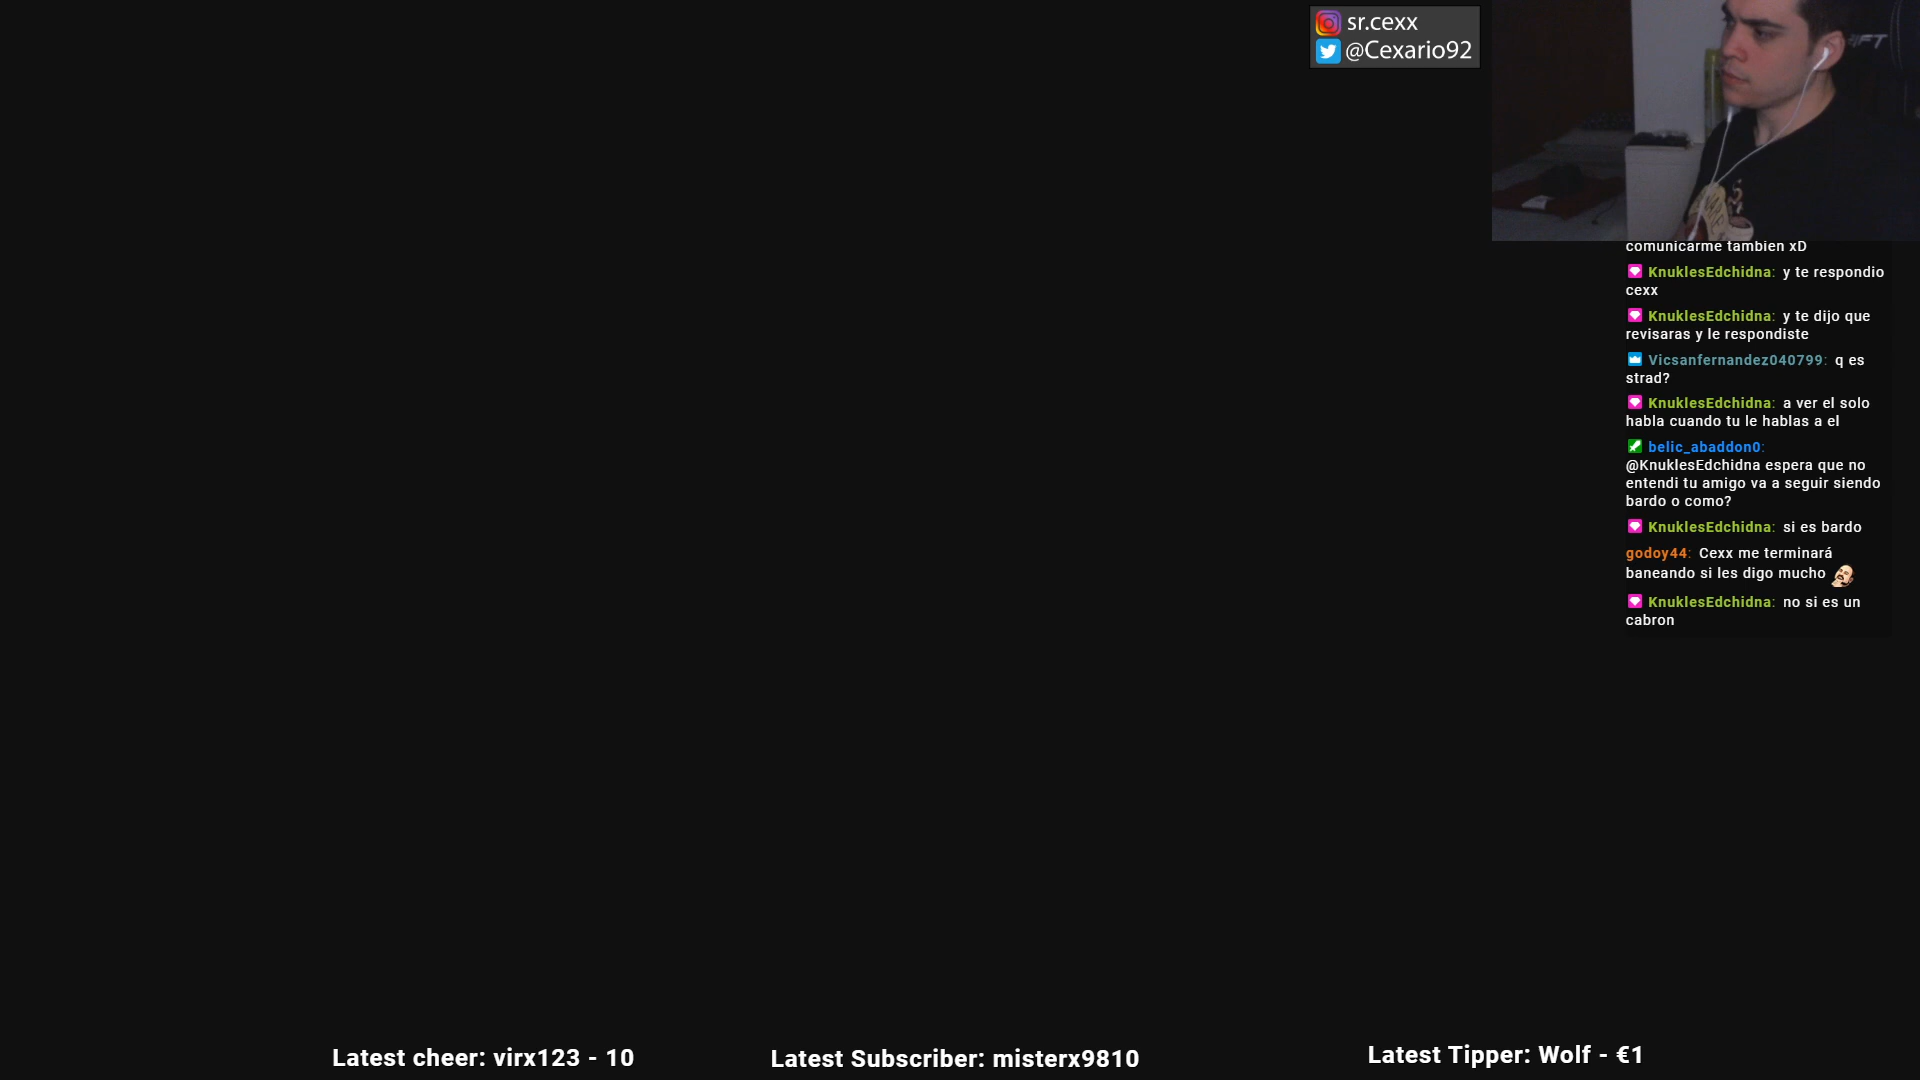 sr.cexx
@Cexario92
comunicarme tambien xD
KnuklesEdchidna: y te respondio
cexx
KnuklesEdchidna: y te dijo que
revisaras y le respondiste
Vicsanfernandez040799: q es
strad?
KnuklesEdchidna: a ver el solo
habla cuando tu le hablas a el
belic_abaddon0:
@KnuklesEdchidna espera que no
entendi tu amigo va a seguir siendo
bardo o como?
KnuklesEdchidna: si es bardo
godoy44: Cexx me terminará
baneando si les digo mucho
KnuklesEdchidna: no si es un
cabron
Latest cheer: virx123 - 10
Latest Subscriber: misterx9810
Latest Tipper: Wolf - €1